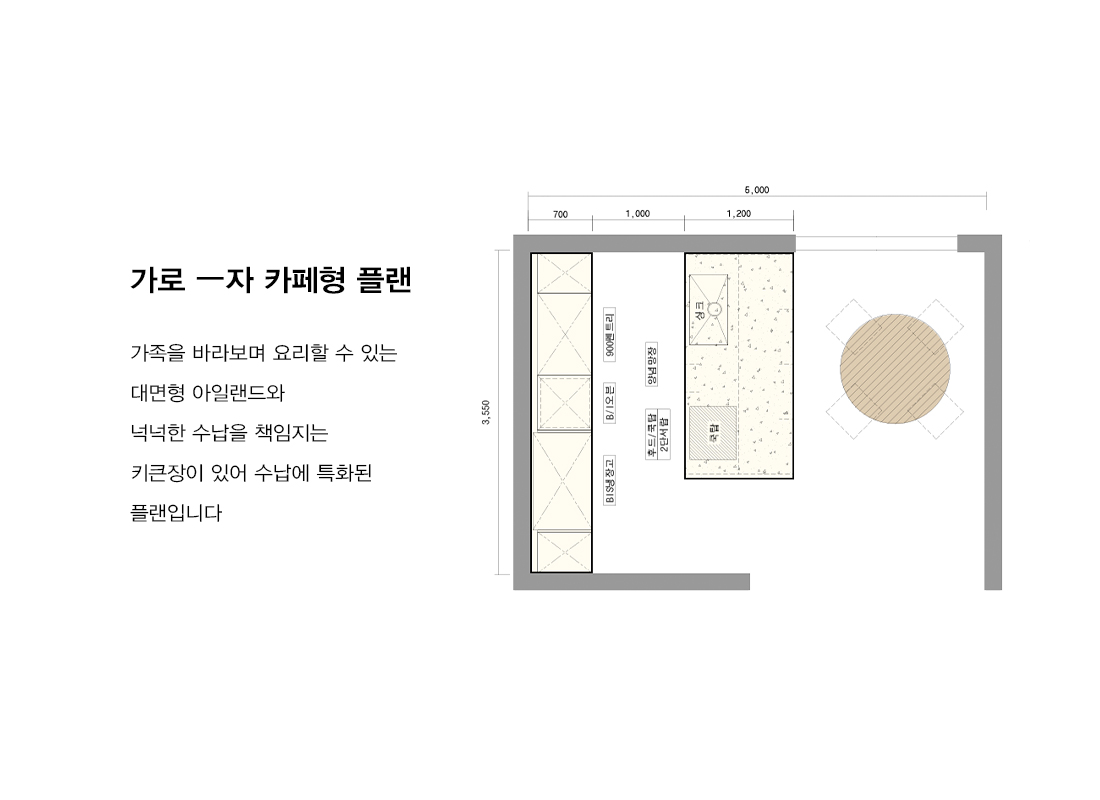 가로 ㅡ자 카페형 플랜
가족을 바라보며 요리할 수 있는
대면형 아일랜드와
넉넉한 수납을 책임지는
키큰장이 있어 수납에 특화된
플랜입니다
5,000
700
1,000
1,200
3,550
900펜트리
B/I오븐
BIS냉장고
양념망장
후드/쿡탑
2단서랍
싱크
쿡탑